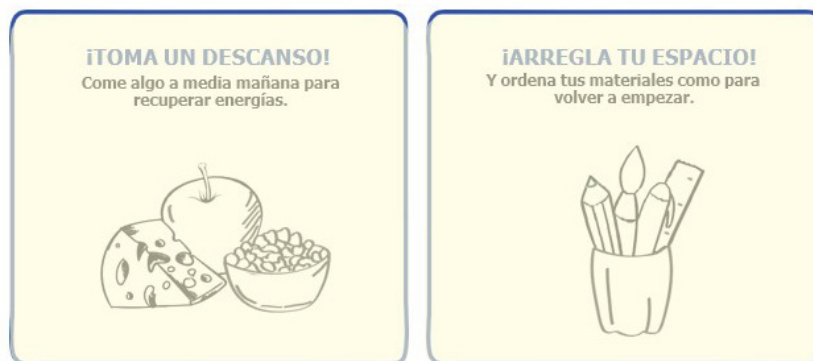 ¡TOMA UN DESCANSO!
Come algo a media mañana para
recuperar energías.
¡ARREGLA TU ESPACIO!
Y ordena tus materiales como para
volver a empezar.